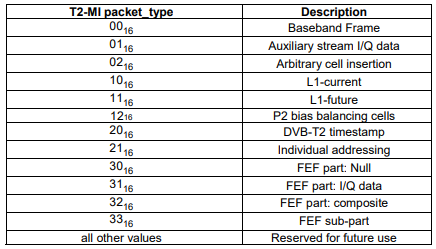 T2-MI packet_type Description
00₁₆ Baseband Frame
01₁₆ Auxiliary stream I/Q data
02₁₆ Arbitrary cell insertion
10₁₆ L1-current
11₁₆ L1-future
12₁₆ P2 bias balancing cells
20₁₆ DVB-T2 timestamp
21₁₆ Individual addressing
30₁₆ FEF part: Null
31₁₆ FEF part: I/Q data
32₁₆ FEF part: composite
33₁₆ FEF sub-part
all other values Reserved for future use